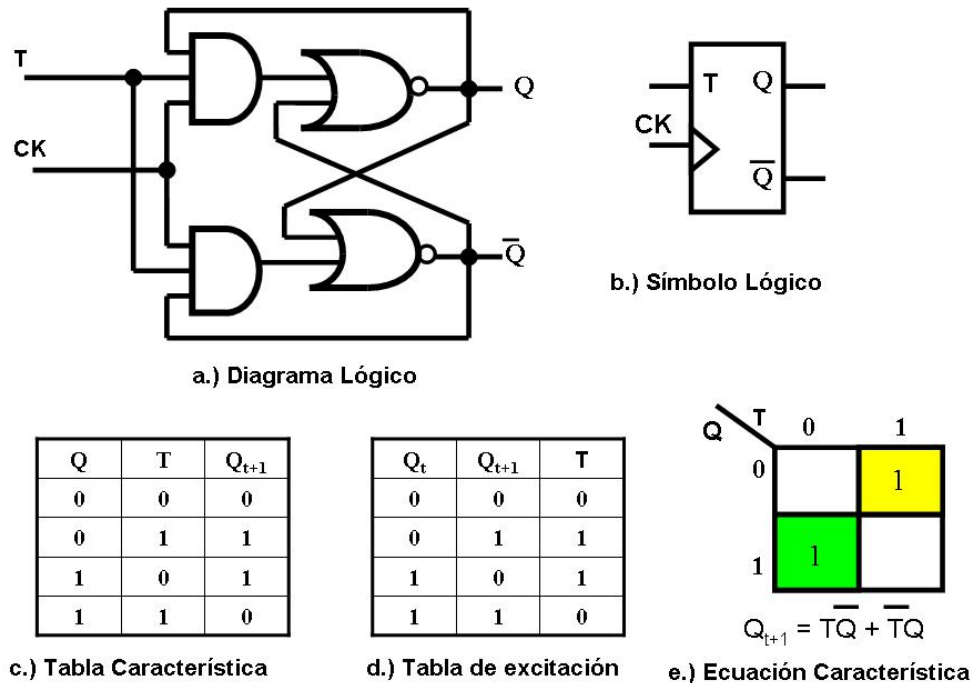 T
CK
Q
Q̅
a.) Diagrama Lógico
T
Q
CK
Q̅
b.) Símbolo Lógico
Q T Qt+1
0 0 0
0 1 1
1 0 1
1 1 0
c.) Tabla Característica
Qt Qt+1 T
0 0 0
0 1 1
1 0 1
1 1 0
d.) Tabla de excitación
T
Q
0 1
0 1
1 1
Qt+1 = TQ̅ + T̅Q
e.) Ecuación Característica